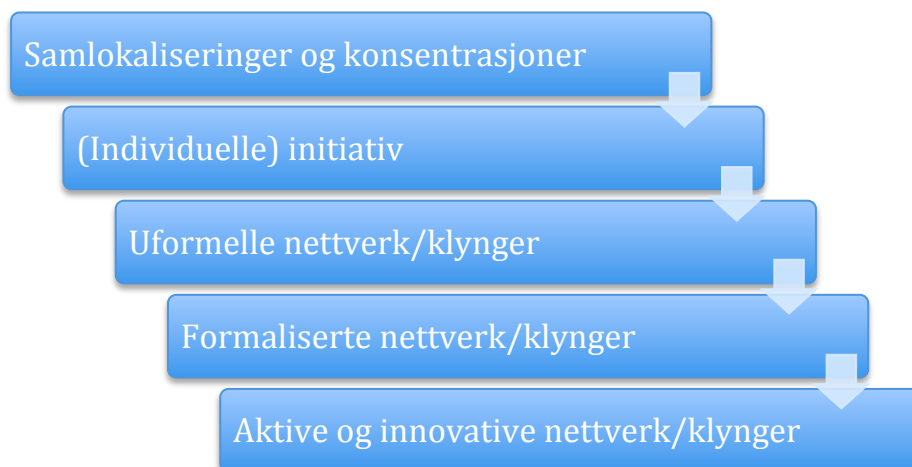 Samlokaliseringer og konsentrasjoner
(Individuelle) initiativ
Uformelle nettverk/klynger
Formaliserte nettverk/klynger
Aktive og innovative nettverk/klynger